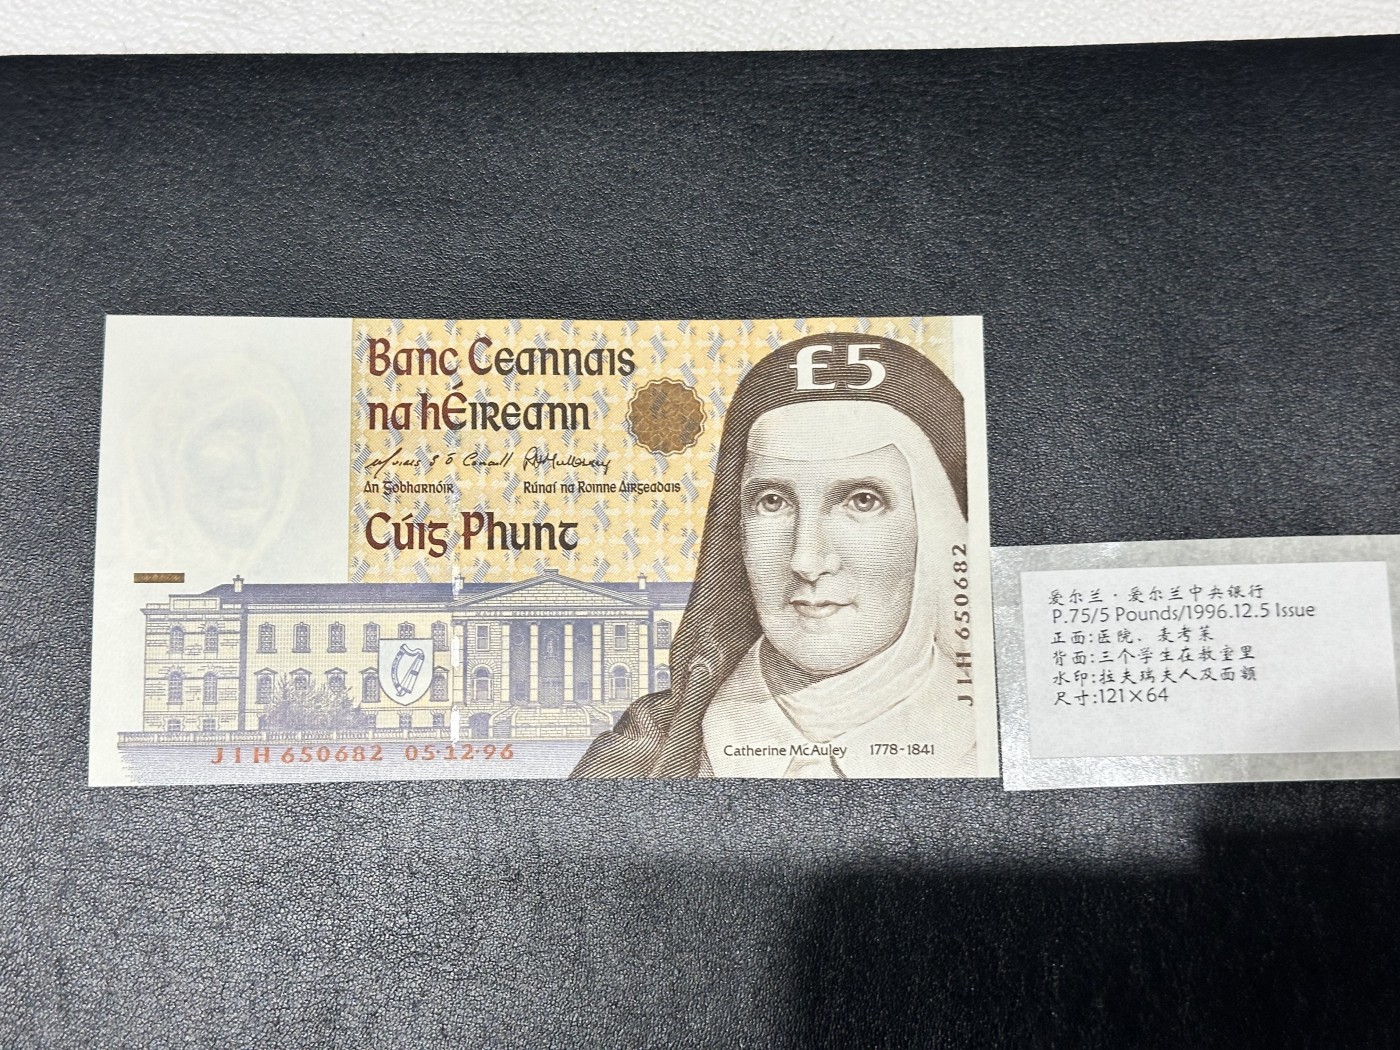 Banc Ceannais
na hÉireann
An Gobharnóir
Rúnaí na Roinne Airgeadais
Cúig Phunt
£5
MATER MISERICORDIAE HOSPITAL
JIH 650682 05·12·96
Catherine McAuley 1778-1841
JIH 650682
爱尔兰·爱尔兰中央银行
P.75/5 Pounds/1996.12.5 Issue
正面:医院、麦考莱
背面:三个学生在教室里
水印:拉夫瑞夫人及面额
尺寸:121×64